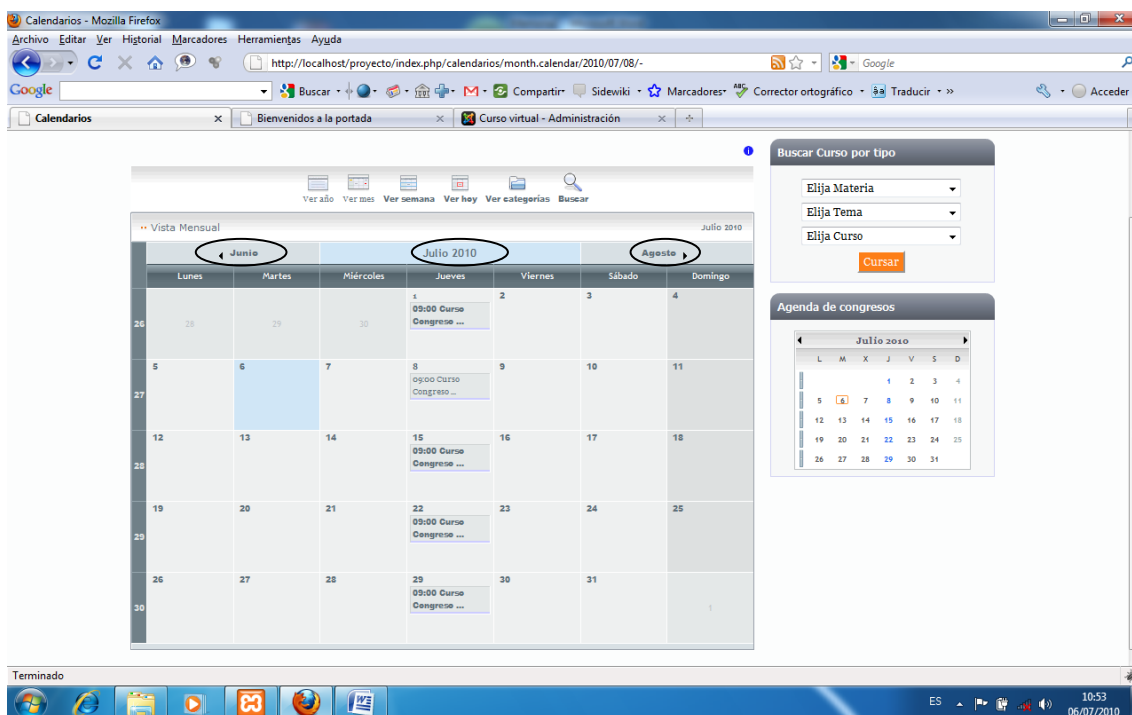 Calendarios - Mozilla Firefox
Archivo Editar Ver Historial Marcadores Herramientas Ayuda
http://localhost/proyecto/index.php/calendarios/month.calendar/2010/07/08/-
Google
Google Buscar Compartir Sidewiki Marcadores Corrector ortográfico Traducir » Acceder
Calendarios x Bienvenidos a la portada x Curso virtual - Administración x
Ver año Ver mes Ver semana Ver hoy Ver categorías Buscar
Vista Mensual Julio 2010
Junio Julio 2010 Agosto
Lunes Martes Miércoles Jueves Viernes Sábado Domingo
26 28 29 30 1 2 3 4
09:00 Curso
Congreso ...
27 5 6 7 8 9 10 11
09:00 Curso
Congreso ...
28 12 13 14 15 16 17 18
09:00 Curso
Congreso ...
29 19 20 21 22 23 24 25
09:00 Curso
Congreso ...
30 26 27 28 29 30 31 1
09:00 Curso
Congreso ...
Buscar Curso por tipo
Elija Materia
Elija Tema
Elija Curso
Cursar
Agenda de congresos
Julio 2010
L M X J V S D
1 2 3 4
5 6 7 8 9 10 11
12 13 14 15 16 17 18
19 20 21 22 23 24 25
26 27 28 29 30 31
Terminado
ES 10:53
06/07/2010